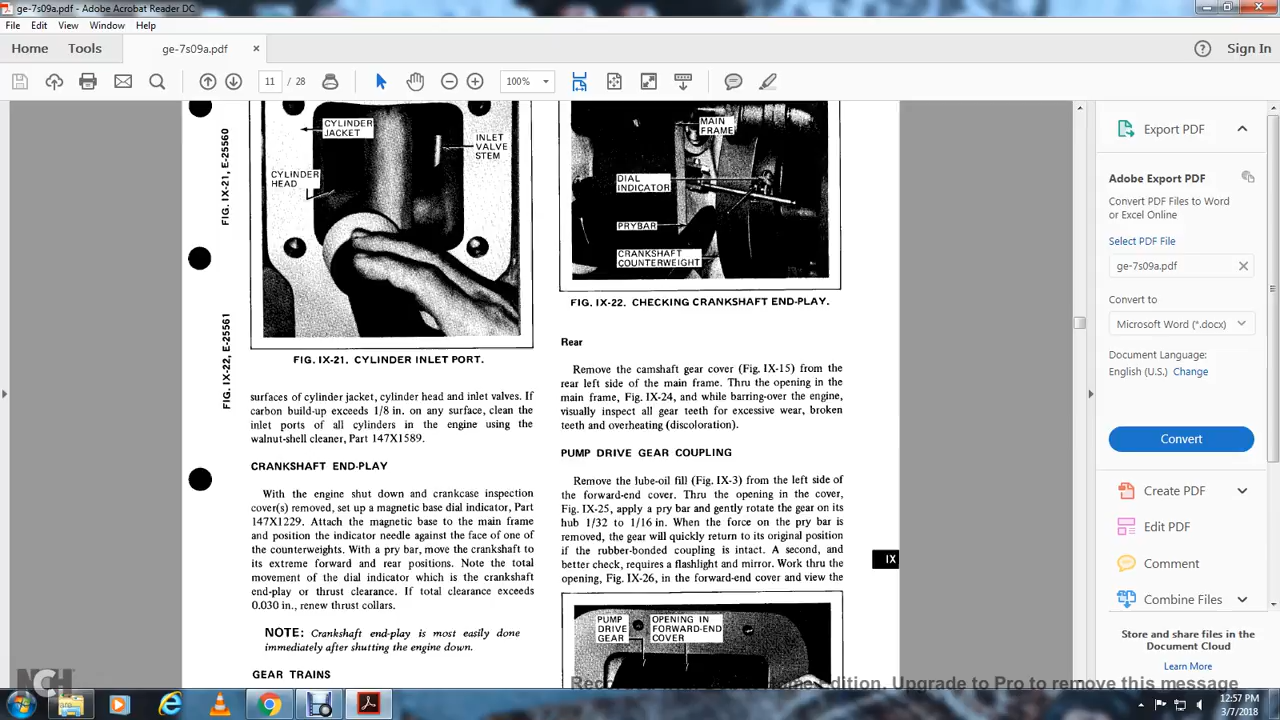 ge-7s09a.pdf - Adobe Acrobat Reader DC
File Edit View Window Help
Home Tools ge-7s09a.pdf × Sign In
11 / 28 100%
FIG. IX-21, E-25560
FIG. IX-22, E-25561
CYLINDER
JACKET
INLET
VALVE
STEM
CYLINDER
HEAD
FIG. IX-21. CYLINDER INLET PORT.
surfaces of cylinder jacket, cylinder head and inlet valves. If
carbon build-up exceeds 1/8 in. on any surface, clean the
inlet ports of all cylinders in the engine using the
walnut-shell cleaner, Part 147X1589.
CRANKSHAFT END-PLAY
With the engine shut down and crankcase inspection
cover(s) removed, set up a magnetic base dial indicator, Part
147X1229. Attach the magnetic base to the main frame
and position the indicator needle against the face of one of
the counterweights. With a pry bar, move the crankshaft to
its extreme forward and rear positions. Note the total
movement of the dial indicator which is the crankshaft
end-play or thrust clearance. If total clearance exceeds
0.030 in., renew thrust collars.
NOTE: Crankshaft end-play is most easily done
immediately after shutting the engine down.
GEAR TRAINS
MAIN
FRAME
DIAL
INDICATOR
PRYBAR
CRANKSHAFT
COUNTERWEIGHT
FIG. IX-22. CHECKING CRANKSHAFT END-PLAY.
Rear
Remove the camshaft gear cover (Fig. IX-15) from the
rear left side of the main frame. Thru the opening in the
main frame, Fig. IX-24, and while barring-over the engine,
visually inspect all gear teeth for excessive wear, broken
teeth and overheating (discoloration).
PUMP DRIVE GEAR COUPLING
Remove the lube-oil fill (Fig. IX-3) from the left side of
the forward-end cover. Thru the opening in the cover,
Fig. IX-25, apply a pry bar and gently rotate the gear on its
hub 1/32 to 1/16 in. When the force on the pry bar is
removed, the gear will quickly return to its original position
if the rubber-bonded coupling is intact. A second, and
better check, requires a flashlight and mirror. Work thru the
opening, Fig. IX-26, in the forward-end cover and view the
PUMP
DRIVE
GEAR
OPENING IN
FORWARD-END
COVER
IX
Export PDF
Adobe Export PDF
Convert PDF Files to Word
or Excel Online
Select PDF File
ge-7s09a.pdf
Convert to
Microsoft Word (*.docx)
Document Language:
English (U.S.) Change
Convert
Create PDF
Edit PDF
Comment
Combine Files
Store and share files in the
Document Cloud
Learn More
NCH
edition. Upgrade to Pro to remove this message
12:57 PM
3/7/2018